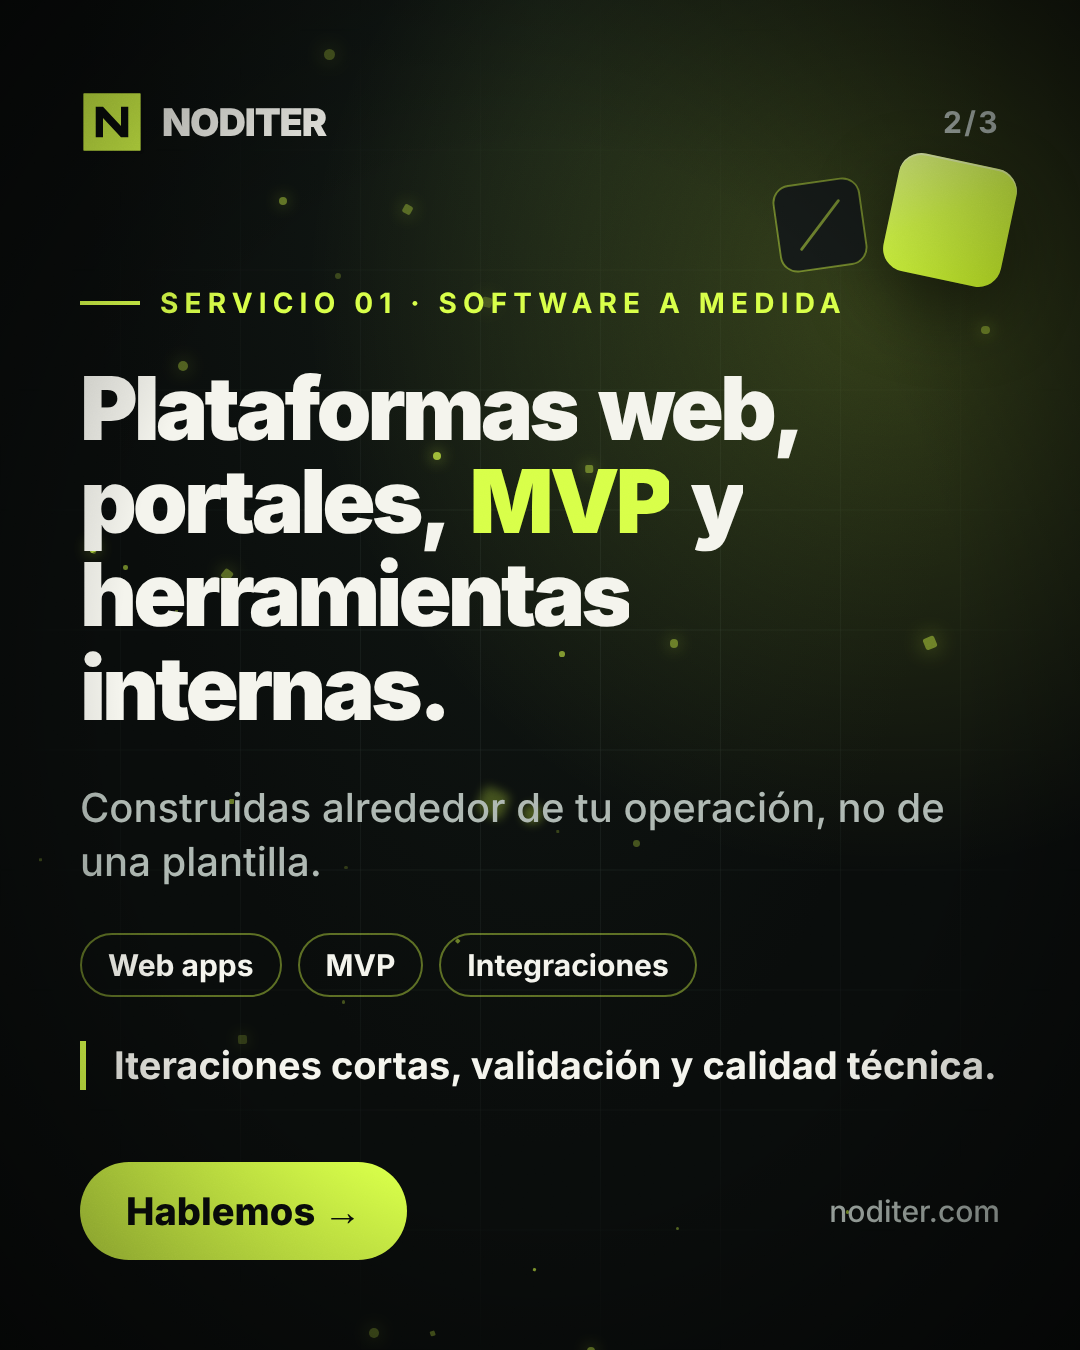 N NODITER
2/3
SERVICIO 01 · SOFTWARE A MEDIDA
Plataformas web,
portales, MVP y
herramientas
internas.
Construidas alrededor de tu operación, no de
una plantilla.
Web apps
MVP
Integraciones
Iteraciones cortas, validación y calidad técnica.
Hablemos →
noditer.com